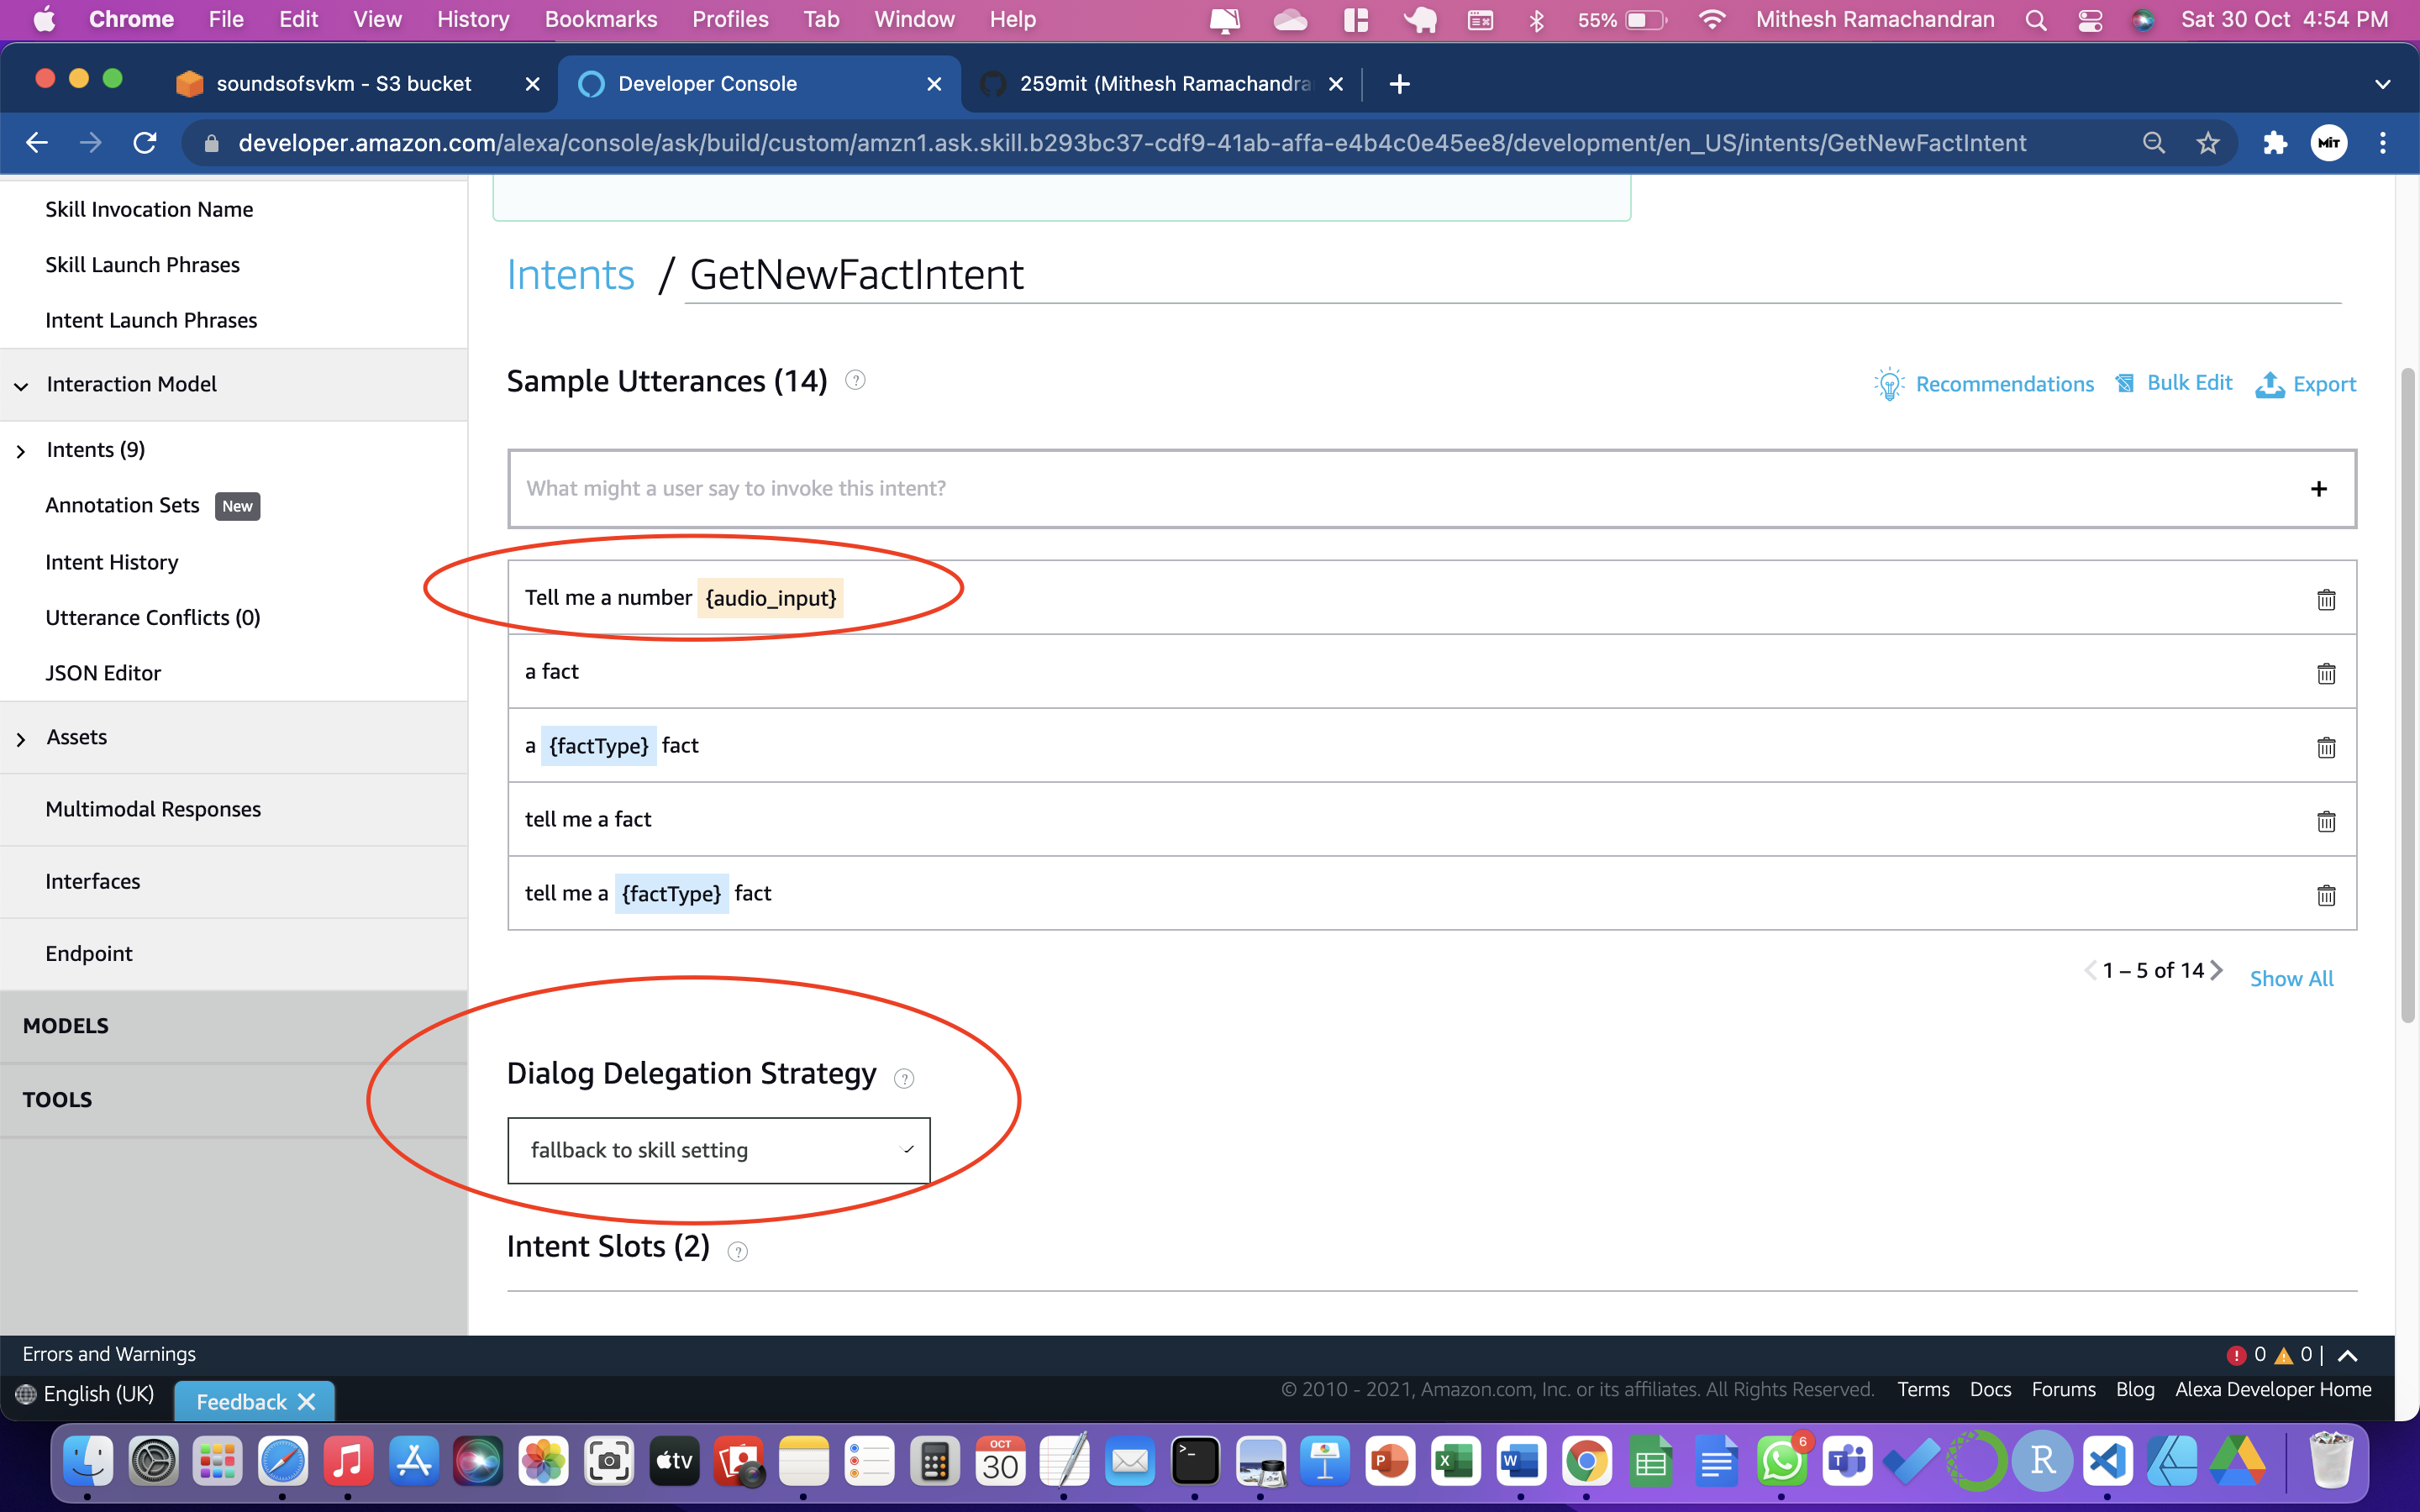 Chrome File Edit View History Bookmarks Profiles Tab Window Help 55% Mithesh Ramachandran Sat 30 Oct 4:54 PM
soundsofsvkm - S3 bucket Developer Console 259mit (Mithesh Ramachandra
developer.amazon.com/alexa/console/ask/build/custom/amzn1.ask.skill.b293bc37-cdf9-41ab-affa-e4b4c0e45ee8/development/en_US/intents/GetNewFactIntent MiT
Skill Invocation Name
Skill Launch Phrases
Intent Launch Phrases
Interaction Model
Intents (9)
Annotation Sets New
Intent History
Utterance Conflicts (0)
JSON Editor
Assets
Multimodal Responses
Interfaces
Endpoint
MODELS
TOOLS
Intents / GetNewFactIntent
Sample Utterances (14) ?
Recommendations Bulk Edit Export
What might a user say to invoke this intent? +
Tell me a number {audio_input}
a fact
a {factType} fact
tell me a fact
tell me a {factType} fact
1 – 5 of 14 Show All
Dialog Delegation Strategy ?
fallback to skill setting
Intent Slots (2) ?
Errors and Warnings 0 0 |
English (UK) Feedback
© 2010 - 2021, Amazon.com, Inc. or its affiliates. All Rights Reserved. Terms Docs Forums Blog Alexa Developer Home
tv OCT 30 >_ P X W 6 T R